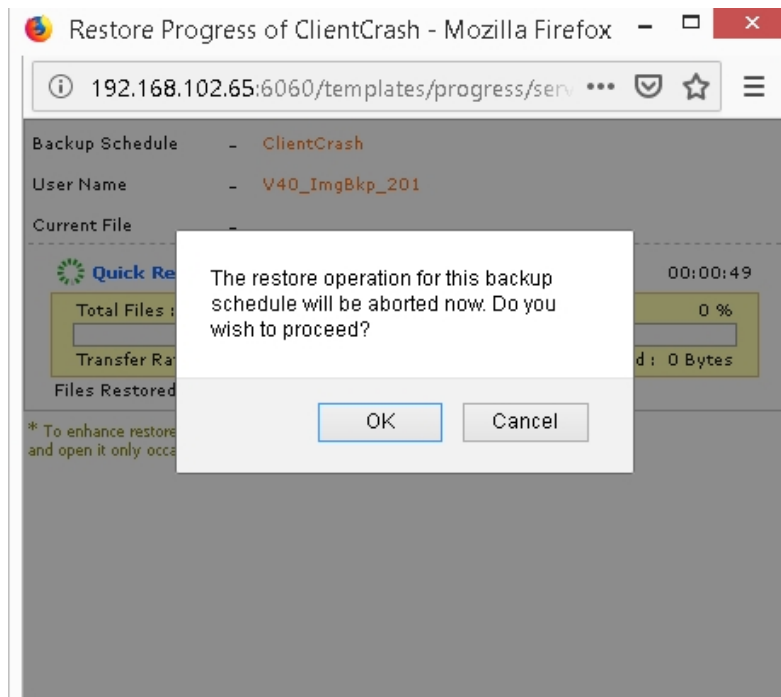 Restore Progress of ClientCrash - Mozilla Firefox
192.168.102.65:6060/templates/progress/serv
Backup Schedule - ClientCrash
User Name - V40_ImgBkp_201
Current File -
Quick Re 00:00:49
Total Files : 0 %
Transfer Ra d : 0 Bytes
Files Restored
* To enhance restore
and open it only occa
The restore operation for this backup
schedule will be aborted now. Do you
wish to proceed?
OK Cancel